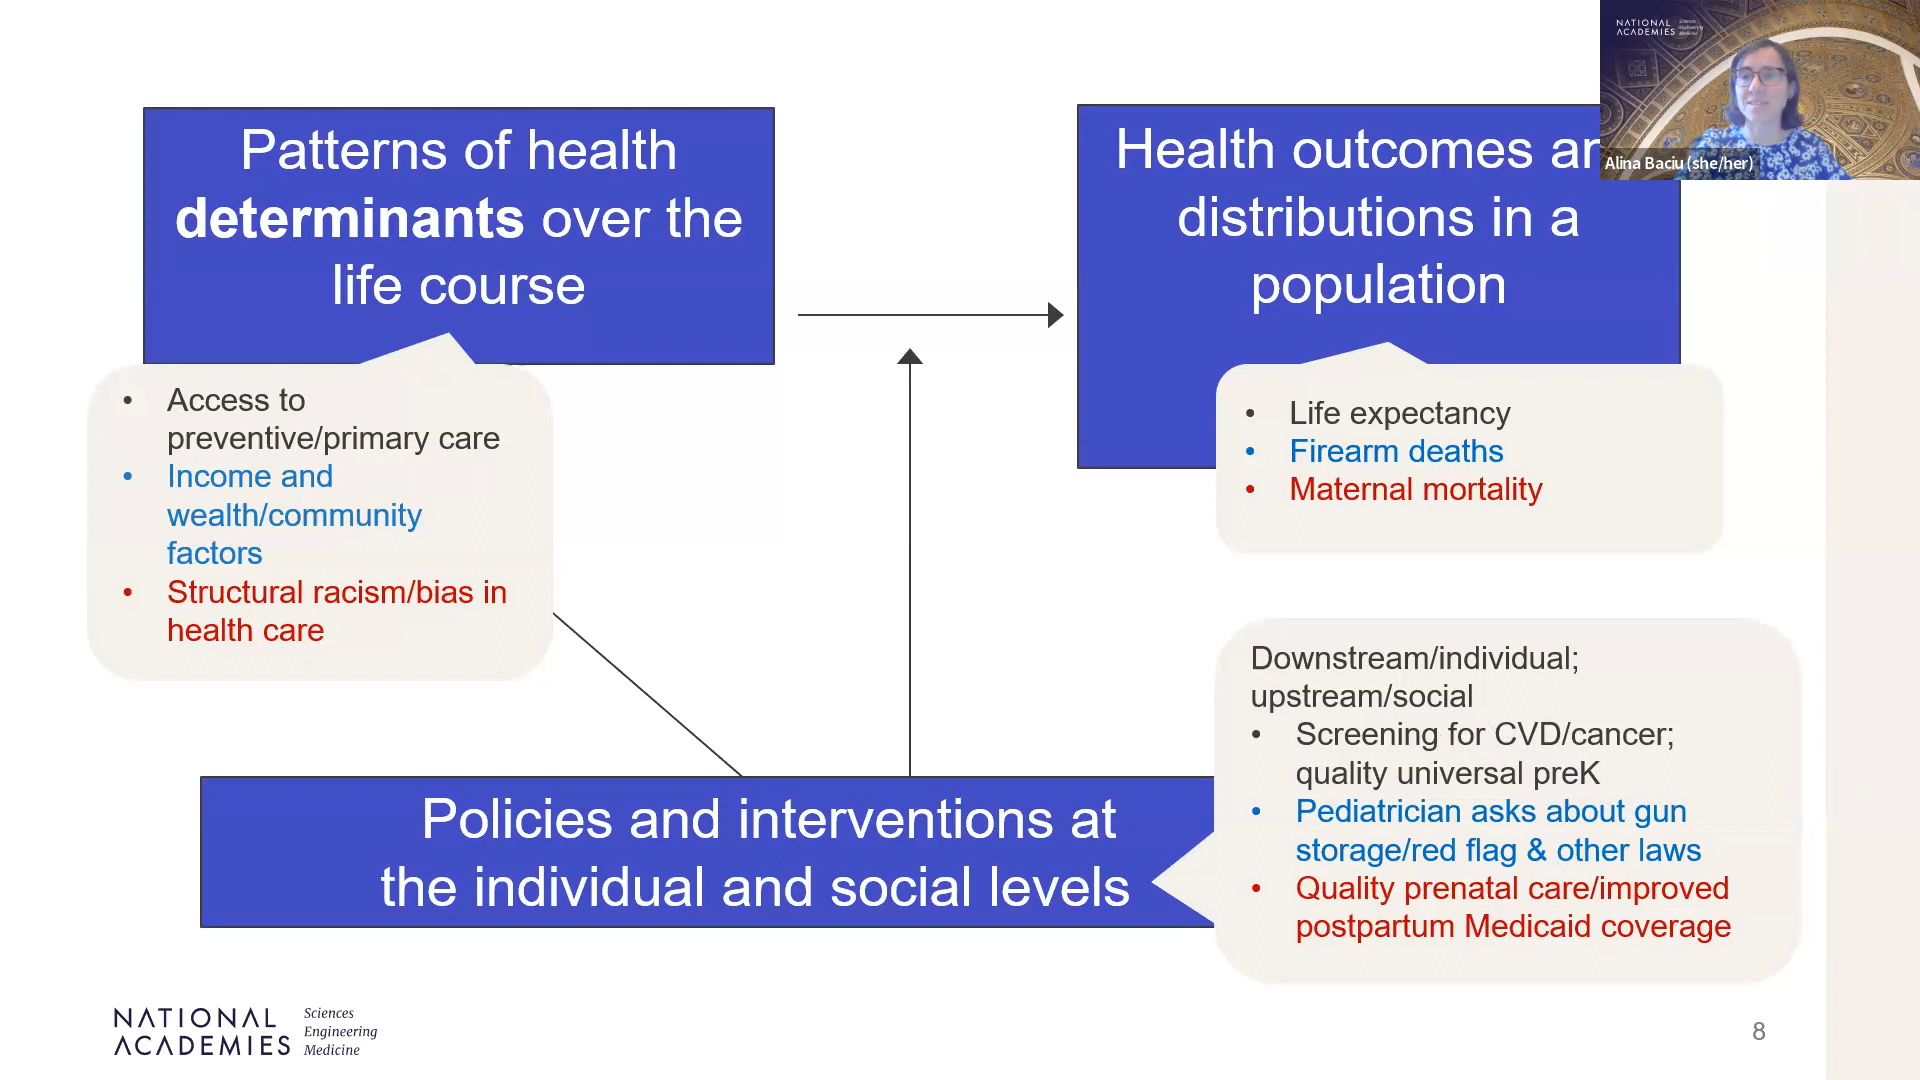 NATIONAL
ACADEMIES
Sciences
Engineering
Medicine
Alina Baciu (she/her)
Patterns of health
determinants over the
life course
Health outcomes an
distributions in a
population
• Access to
preventive/primary care
• Income and
wealth/community
factors
• Structural racism/bias in
health care
• Life expectancy
• Firearm deaths
• Maternal mortality
Policies and interventions at
the individual and social levels
Downstream/individual;
upstream/social
• Screening for CVD/cancer;
quality universal preK
• Pediatrician asks about gun
storage/red flag & other laws
• Quality prenatal care/improved
postpartum Medicaid coverage
NATIONAL
ACADEMIES
Sciences
Engineering
Medicine
8